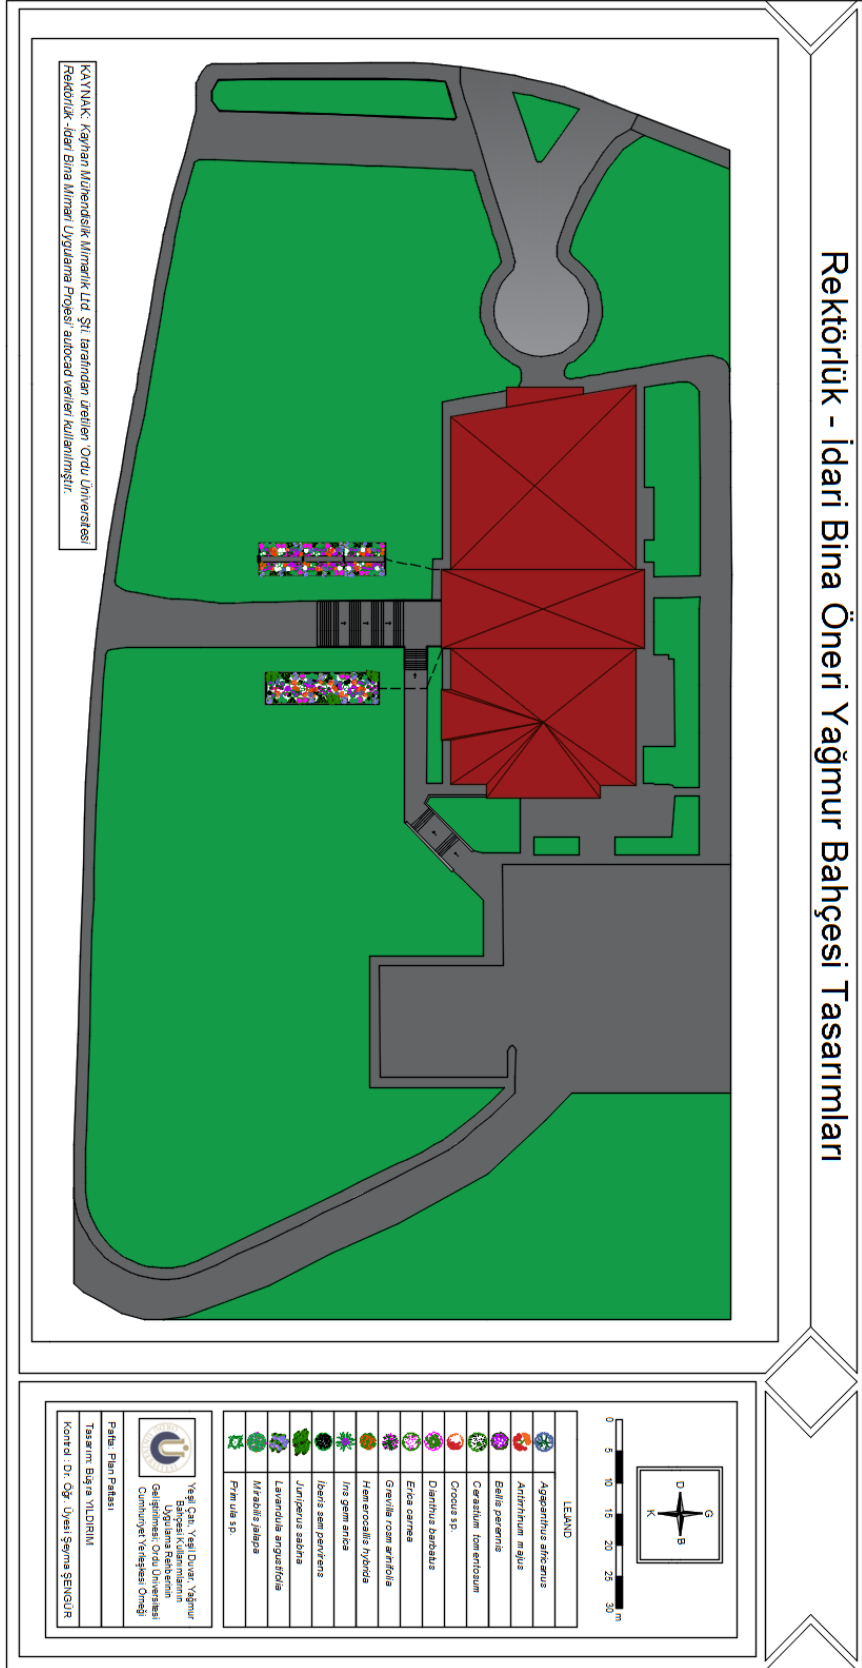 Rektörlük - İdari Bina Öneri Yağmur Bahçesi Tasarımları
KAYNAK: Kayhan Mühendislik Mimarlık Ltd. Şti. tarafından üretilen 'Ordu Üniversitesi
Rektörlük-İdari Bina Mimari Uygulama Projesi' autocad verileri kullanılmıştır.
G
D
B
K
0 5 10 15 20 25 30 m
LEJAND
Agapanthus africanus
Antirrhinum majus
Bellis perennis
Cerastium tomentosum
Crocus sp.
Dianthus barbatus
Erica carnea
Grevilla rosmarinifolia
Hemerocallis hybrida
Iris germanica
İberis sempervirens
Juniperus sabina
Lavandula angustifolia
Mirabilis jalapa
Primula sp.
Yeşil Çatı, Yeşil Duvar, Yağmur
Bahçesi Kullanımlarının
Uygulama Rehberinin
Geliştirilmesi; Ordu Üniversitesi
Cumhuriyet Yerleşkesi Örneği
Pafta: Plan Paftası
Tasarım: Büşra YILDIRIM
Kontrol : Dr. Öğr. Üyesi Şeyma ŞENGÜR